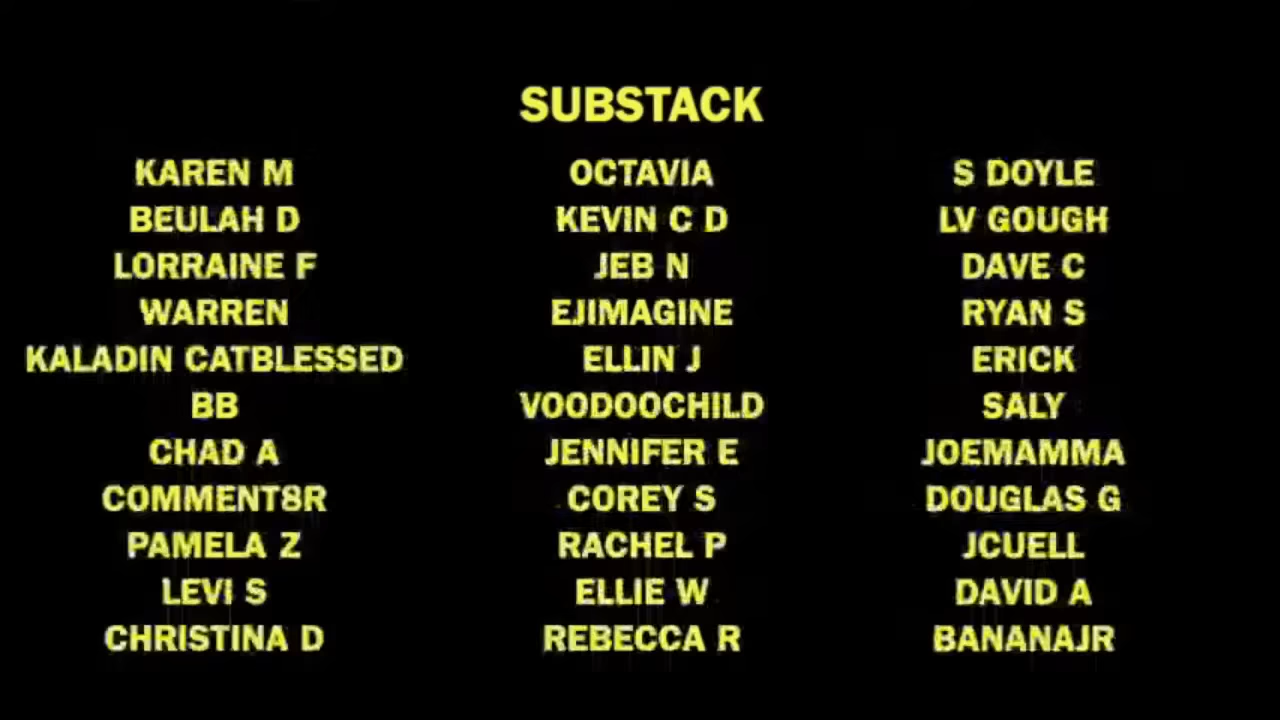 SUBSTACK
KAREN M
BEULAH D
LORRAINE F
WARREN
KALADIN CATBLESSED
BB
CHAD A
COMMENT8R
PAMELA Z
LEVI S
CHRISTINA D
OCTAVIA
KEVIN C D
JEB N
EJIMAGINE
ELLIN J
VOODOOCHILD
JENNIFER E
COREY S
RACHEL P
ELLIE W
REBECCA R
S DOYLE
LV GOUGH
DAVE C
RYAN S
ERICK
SALY
JOEMAMMA
DOUGLAS G
JCUELL
DAVID A
BANANAJR